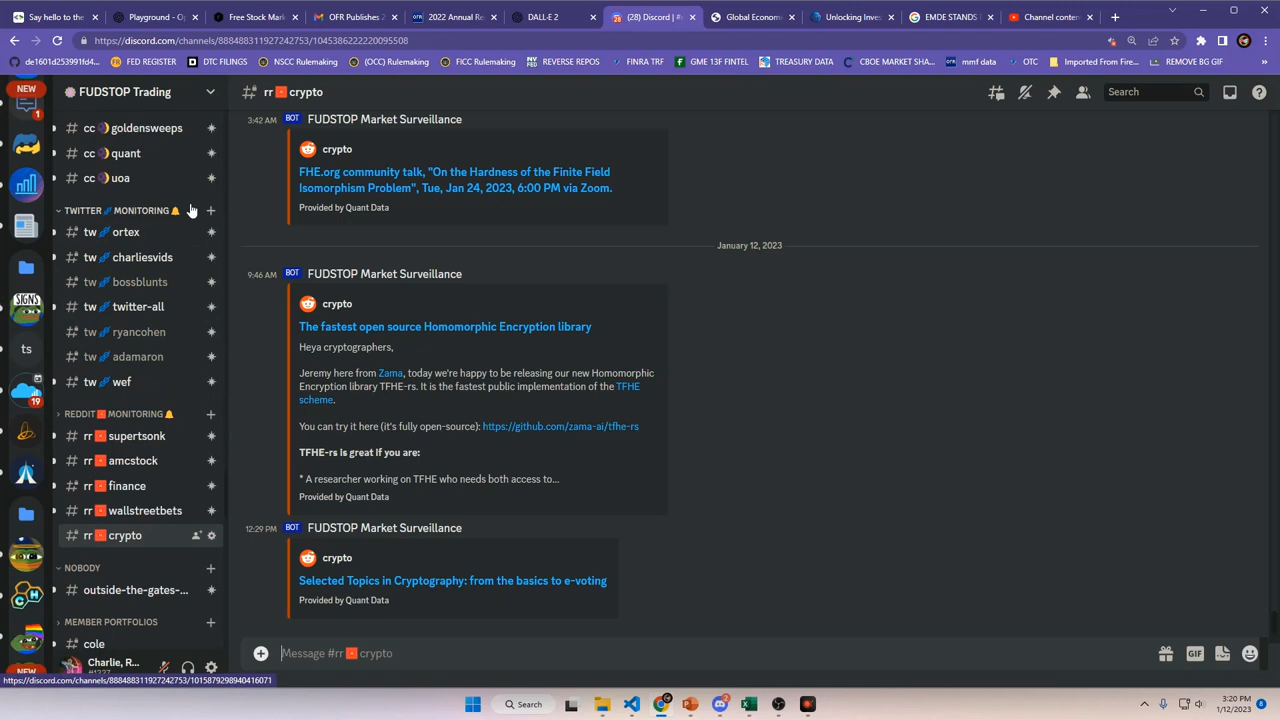 Say hello to the
Playground - Op
Free Stock Mark
OFR Publishes 2
2022 Annual Re
DALL·E 2
(28) Discord | #
Global Econom
Unlocking Inves
EMDE STANDS
Channel conten
https://discord.com/channels/888488311927242753/1045386222220095508
de1601d253991fd4...
FED REGISTER
DTC FILINGS
NSCC Rulemaking
(OCC) Rulemaking
FICC Rulemaking
REVERSE REPOS
FINRA TRF
GME 13F FINTEL
TREASURY DATA
CBOE MARKET SHA...
mmf data
OTC
Imported From Fire...
REMOVE BG GIF
NEW
1
SIGNS
ts
19
NEW
FUDSTOP Trading
cc🌒goldensweeps
cc🌒quant
cc🌒uoa
TWITTER MONITORING🔔
tw ortex
tw charliesvids
tw bossblunts
tw twitter-all
tw ryancohen
tw adamaron
tw wef
REDDIT🟥MONITORING🔔
rr🟥supertsonk
rr🟥amcstock
rr🟥finance
rr🟥wallstreetbets
rr🟥crypto
NOBODY
outside-the-gates-...
MEMBER PORTFOLIOS
cole
Charlie, R...
https://discord.com/channels/888488311927242753/1015879298940416071
rr🟥crypto
Search
3:42 AM BOT FUDSTOP Market Surveillance
crypto
FHE.org community talk, "On the Hardness of the Finite Field
Isomorphism Problem", Tue, Jan 24, 2023, 6:00 PM via Zoom.
Provided by Quant Data
January 12, 2023
9:46 AM BOT FUDSTOP Market Surveillance
crypto
The fastest open source Homomorphic Encryption library
Heya cryptographers,
Jeremy here from Zama, today we're happy to be releasing our new Homomorphic
Encryption library TFHE-rs. It is the fastest public implementation of the TFHE
scheme.
You can try it here (it's fully open-source): https://github.com/zama-ai/tfhe-rs
TFHE-rs is great If you are:
* A researcher working on TFHE who needs both access to...
Provided by Quant Data
12:29 PM BOT FUDSTOP Market Surveillance
crypto
Selected Topics in Cryptography: from the basics to e-voting
Provided by Quant Data
Message #rr🟥crypto
GIF
Search
3:20 PM
1/12/2023